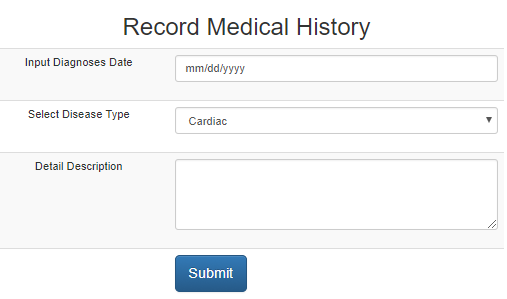 Record Medical History
Input Diagnoses Date
mm/dd/yyyy
Select Disease Type
Cardiac
Detail Description
Submit